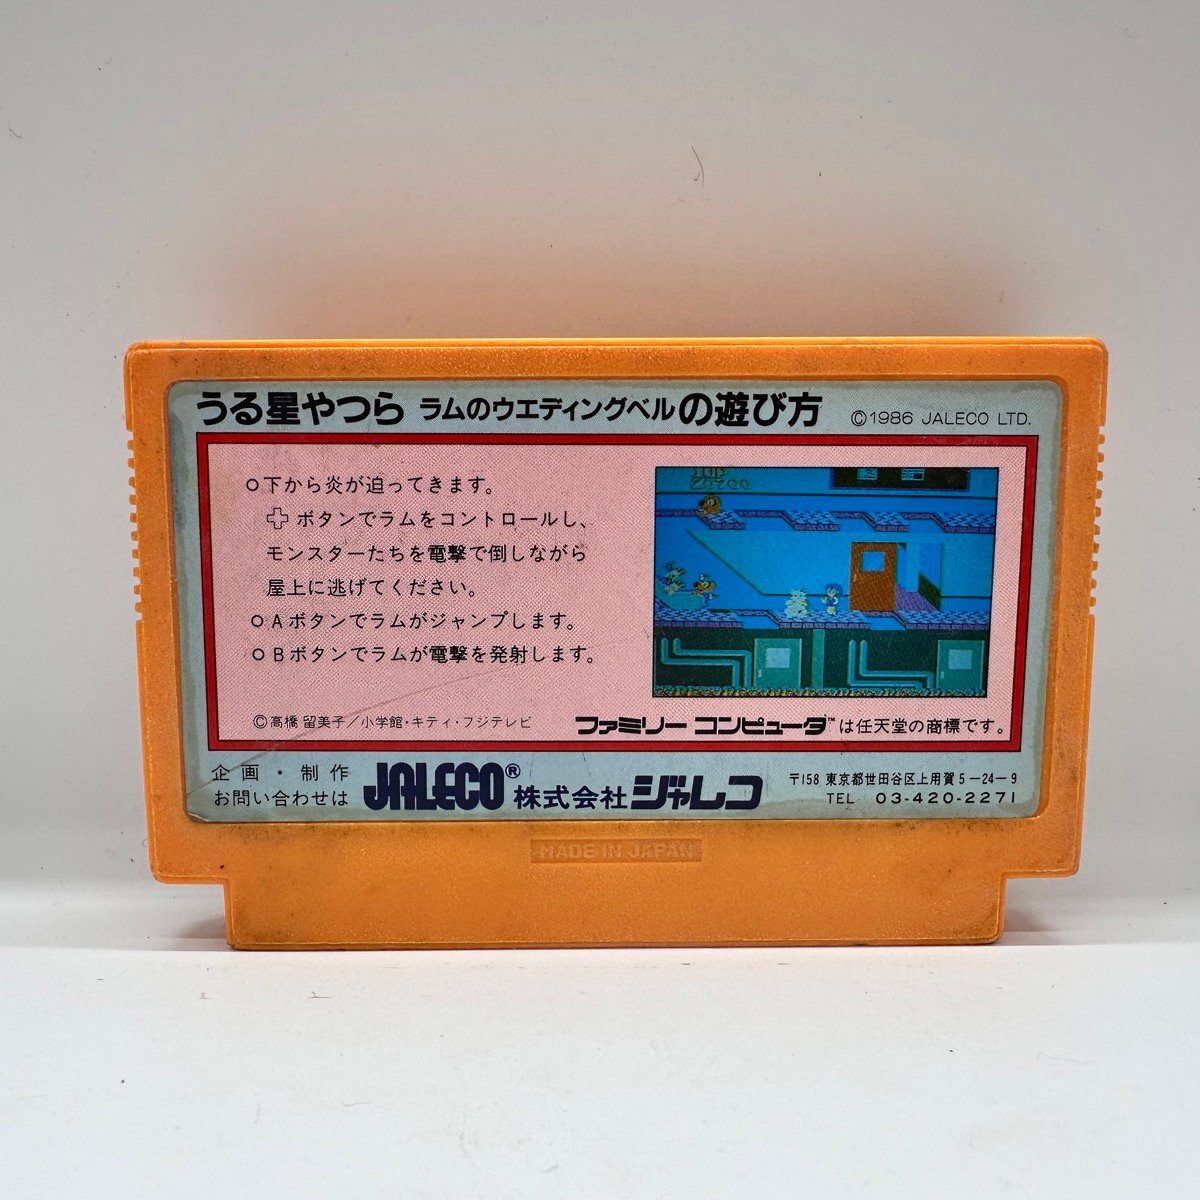 うる星やつら ラムのウエディングベルの遊び方 ©1986 JALECO LTD.
○下から炎が迫ってきます。
✚ボタンでラムをコントロールし、
モンスターたちを電撃で倒しながら
屋上に逃げてください。
○Aボタンでラムがジャンプします。
○Bボタンでラムが電撃を発射します。
©高橋留美子/小学館・キティ・フジテレビ
ファミリーコンピュータ™は任天堂の商標です。
企画・制作
お問い合わせは
JALECO® 株式会社ジャレコ
〒158 東京都世田谷区上用賀5-24-9
TEL 03-420-2271
MADE IN JAPAN